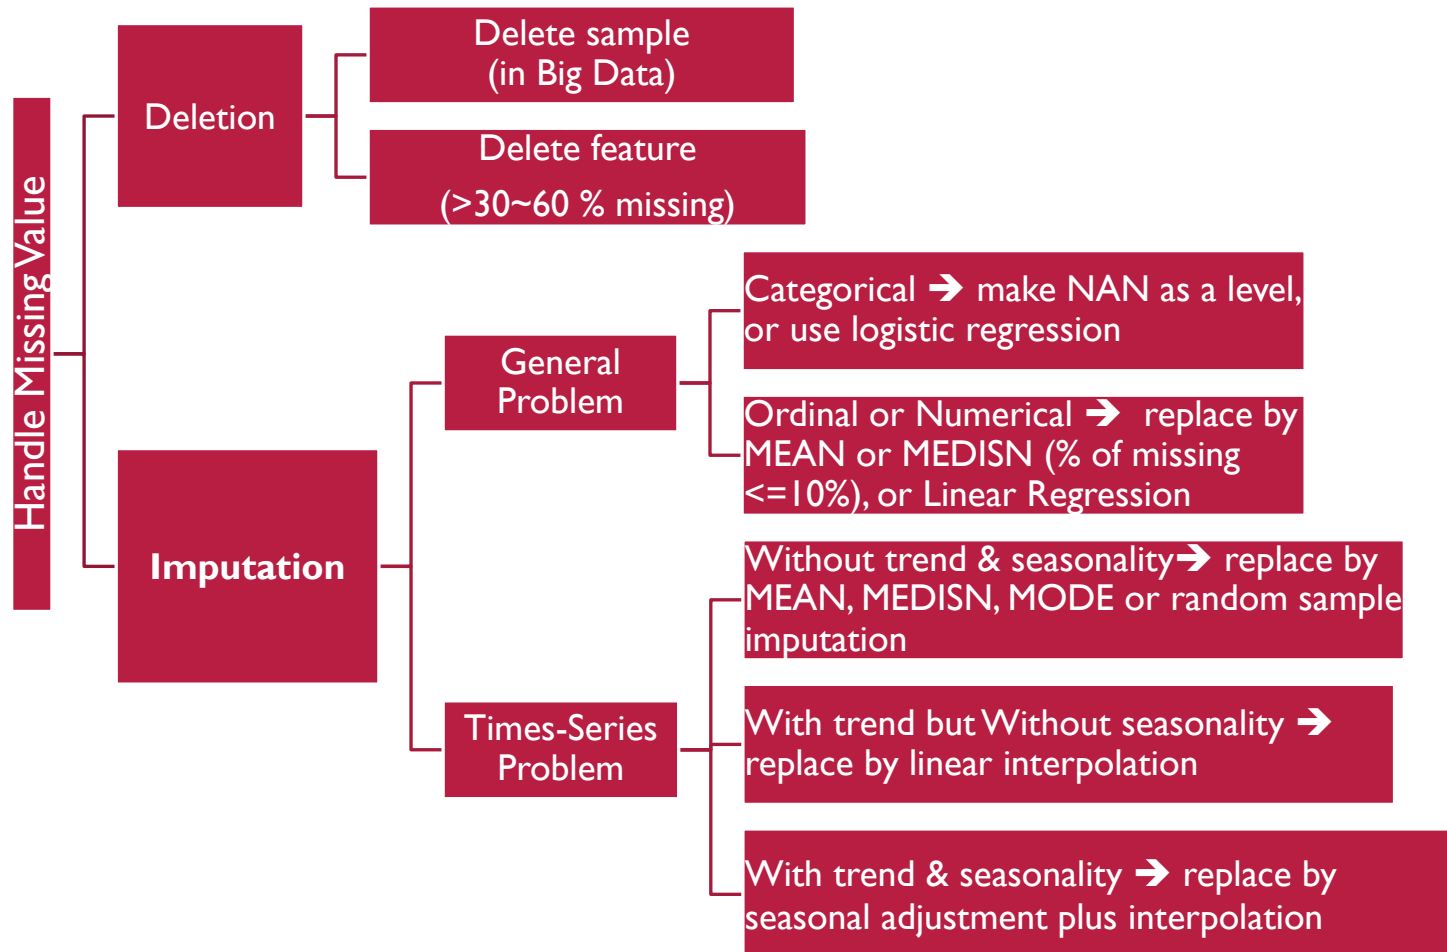 Handle Missing Value
Deletion
Delete sample
(in Big Data)
Delete feature
(>30~60 % missing)
Imputation
General
Problem
Categorical ➔ make NAN as a level,
or use logistic regression
Ordinal or Numerical ➔ replace by
MEAN or MEDISN (% of missing
<=10%), or Linear Regression
Times-Series
Problem
Without trend & seasonality➔ replace by
MEAN, MEDISN, MODE or random sample
imputation
With trend but Without seasonality ➔
replace by linear interpolation
With trend & seasonality ➔ replace by
seasonal adjustment plus interpolation